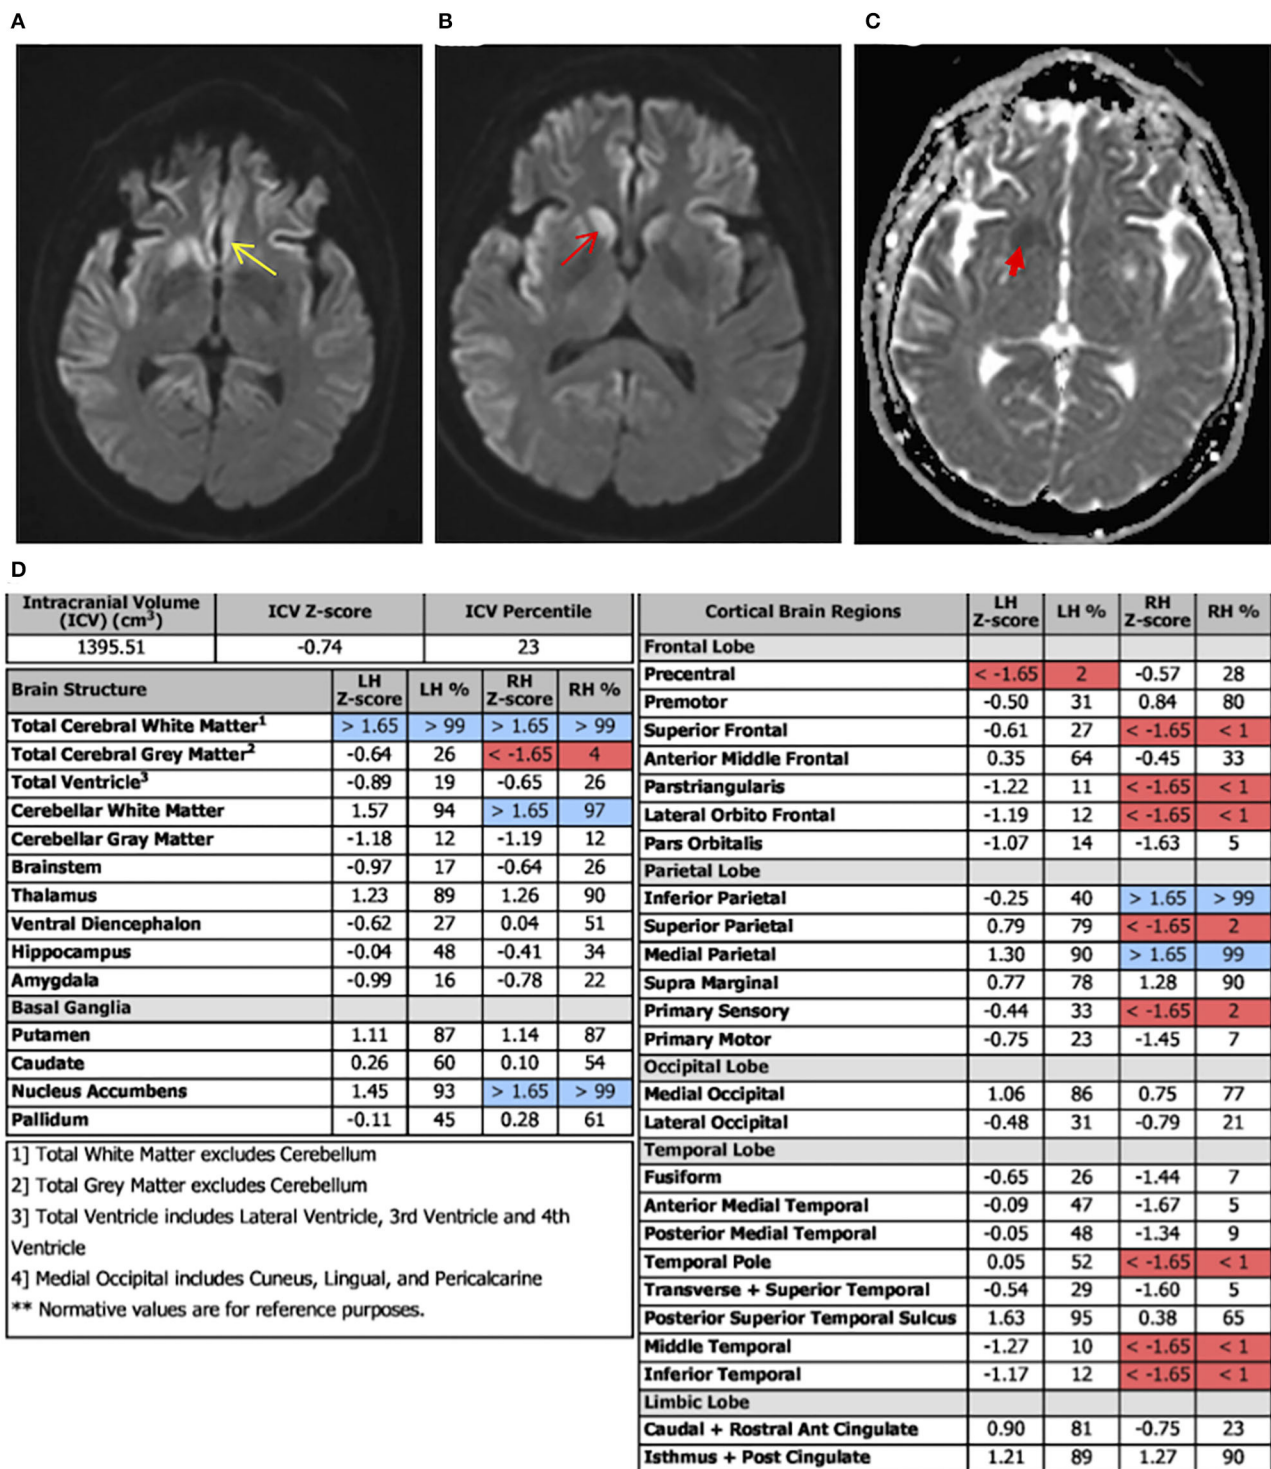 A
B
C
D
Intracranial Volume (ICV) (cm³) ICV Z-score ICV Percentile
1395.51 -0.74 23
Brain Structure LH Z-score LH % RH Z-score RH %
Total Cerebral White Matter¹ > 1.65 > 99 > 1.65 > 99
Total Cerebral Grey Matter² -0.64 26 < -1.65 4
Total Ventricle³ -0.89 19 -0.65 26
Cerebellar White Matter 1.57 94 > 1.65 97
Cerebellar Gray Matter -1.18 12 -1.19 12
Brainstem -0.97 17 -0.64 26
Thalamus 1.23 89 1.26 90
Ventral Diencephalon -0.62 27 0.04 51
Hippocampus -0.04 48 -0.41 34
Amygdala -0.99 16 -0.78 22
Basal Ganglia
Putamen 1.11 87 1.14 87
Caudate 0.26 60 0.10 54
Nucleus Accumbens 1.45 93 > 1.65 > 99
Pallidum -0.11 45 0.28 61
1] Total White Matter excludes Cerebellum
2] Total Grey Matter excludes Cerebellum
3] Total Ventricle includes Lateral Ventricle, 3rd Ventricle and 4th
Ventricle
4] Medial Occipital includes Cuneus, Lingual, and Pericalcarine
** Normative values are for reference purposes.
Cortical Brain Regions LH Z-score LH % RH Z-score RH %
Frontal Lobe
Precentral < -1.65 2 -0.57 28
Premotor -0.50 31 0.84 80
Superior Frontal -0.61 27 < -1.65 < 1
Anterior Middle Frontal 0.35 64 -0.45 33
Parstriangularis -1.22 11 < -1.65 < 1
Lateral Orbito Frontal -1.19 12 < -1.65 < 1
Pars Orbitalis -1.07 14 -1.63 5
Parietal Lobe
Inferior Parietal -0.25 40 > 1.65 > 99
Superior Parietal 0.79 79 < -1.65 2
Medial Parietal 1.30 90 > 1.65 99
Supra Marginal 0.77 78 1.28 90
Primary Sensory -0.44 33 < -1.65 2
Primary Motor -0.75 23 -1.45 7
Occipital Lobe
Medial Occipital 1.06 86 0.75 77
Lateral Occipital -0.48 31 -0.79 21
Temporal Lobe
Fusiform -0.65 26 -1.44 7
Anterior Medial Temporal -0.09 47 -1.67 5
Posterior Medial Temporal -0.05 48 -1.34 9
Temporal Pole 0.05 52 < -1.65 < 1
Transverse + Superior Temporal -0.54 29 -1.60 5
Posterior Superior Temporal Sulcus 1.63 95 0.38 65
Middle Temporal -1.27 10 < -1.65 < 1
Inferior Temporal -1.17 12 < -1.65 < 1
Limbic Lobe
Caudal + Rostral Ant Cingulate 0.90 81 -0.75 23
Isthmus + Post Cingulate 1.21 89 1.27 90